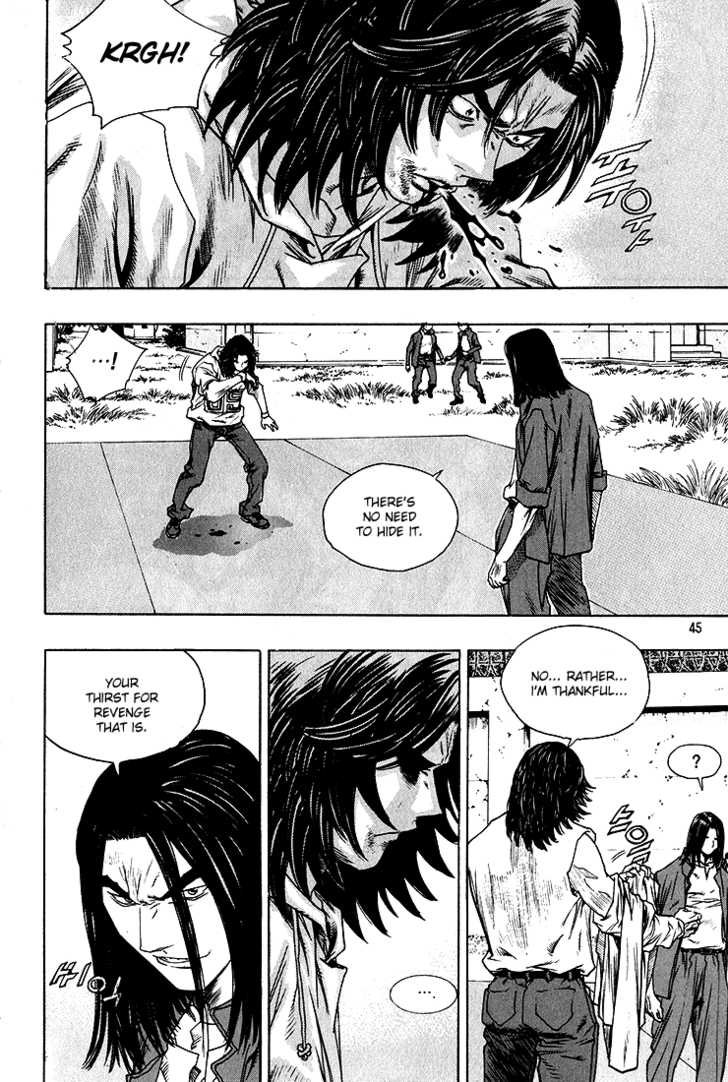 KRGH!
...!
THERE'S
NO NEED
TO HIDE IT.
45
YOUR
THIRST FOR
REVENGE
THAT IS.
...
NO... RATHER...
I'M THANKFUL...
?